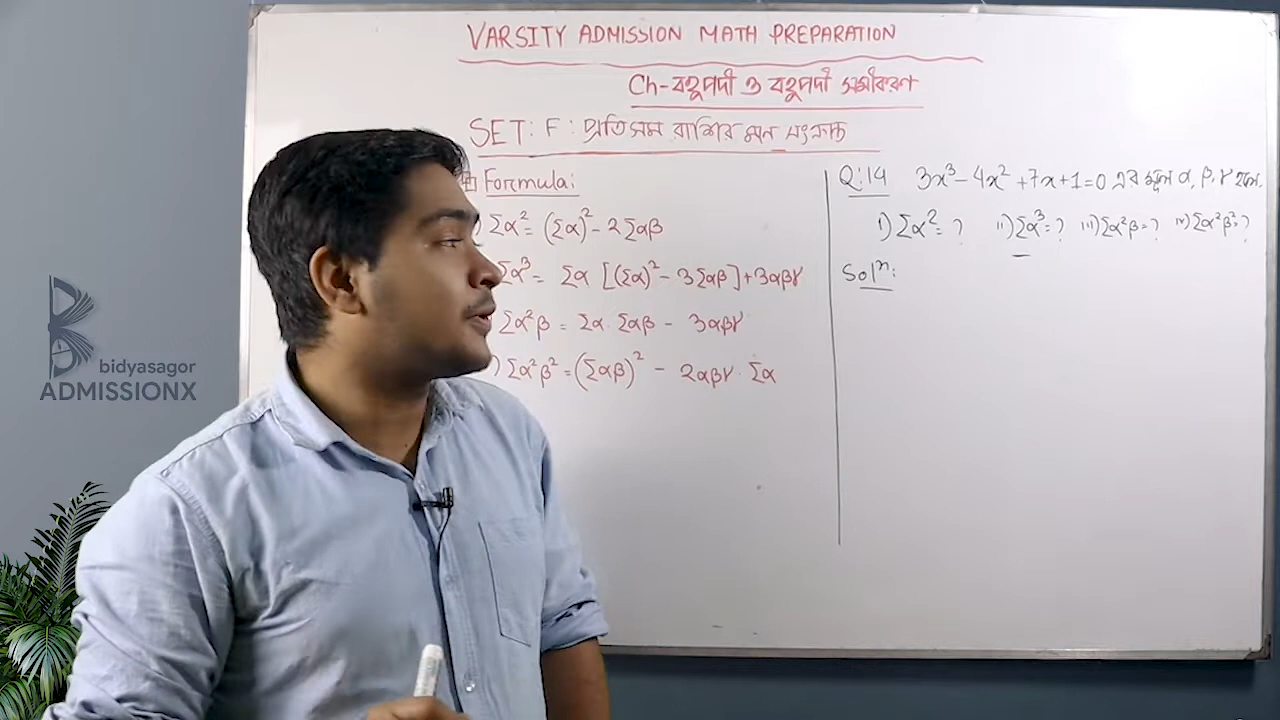 VARSITY ADMISSION MATH PREPARATION
Ch-বহুপদী ও বহুপদী সমীকরণ
SET: F: প্রতিসম রাশির মান সংক্রান্ত
Formula:
) Σα² = (Σα)² - 2Σαβ
Σα³ = Σα [(Σα)² - 3Σαβ] + 3αβγ
Σα²β = Σα. Σαβ - 3αβγ
) Σα²β² = (Σαβ)² - 2αβγ. Σα
Q:14 3x³ - 4x² + 7x + 1 = 0 এর মূল α, β, γ হলে,
i) Σα² = ? ii) Σα³ = ? iii) Σα²β = ? iv) Σα²β² = ?
Solⁿ:
bidyasagor
ADMISSIONX